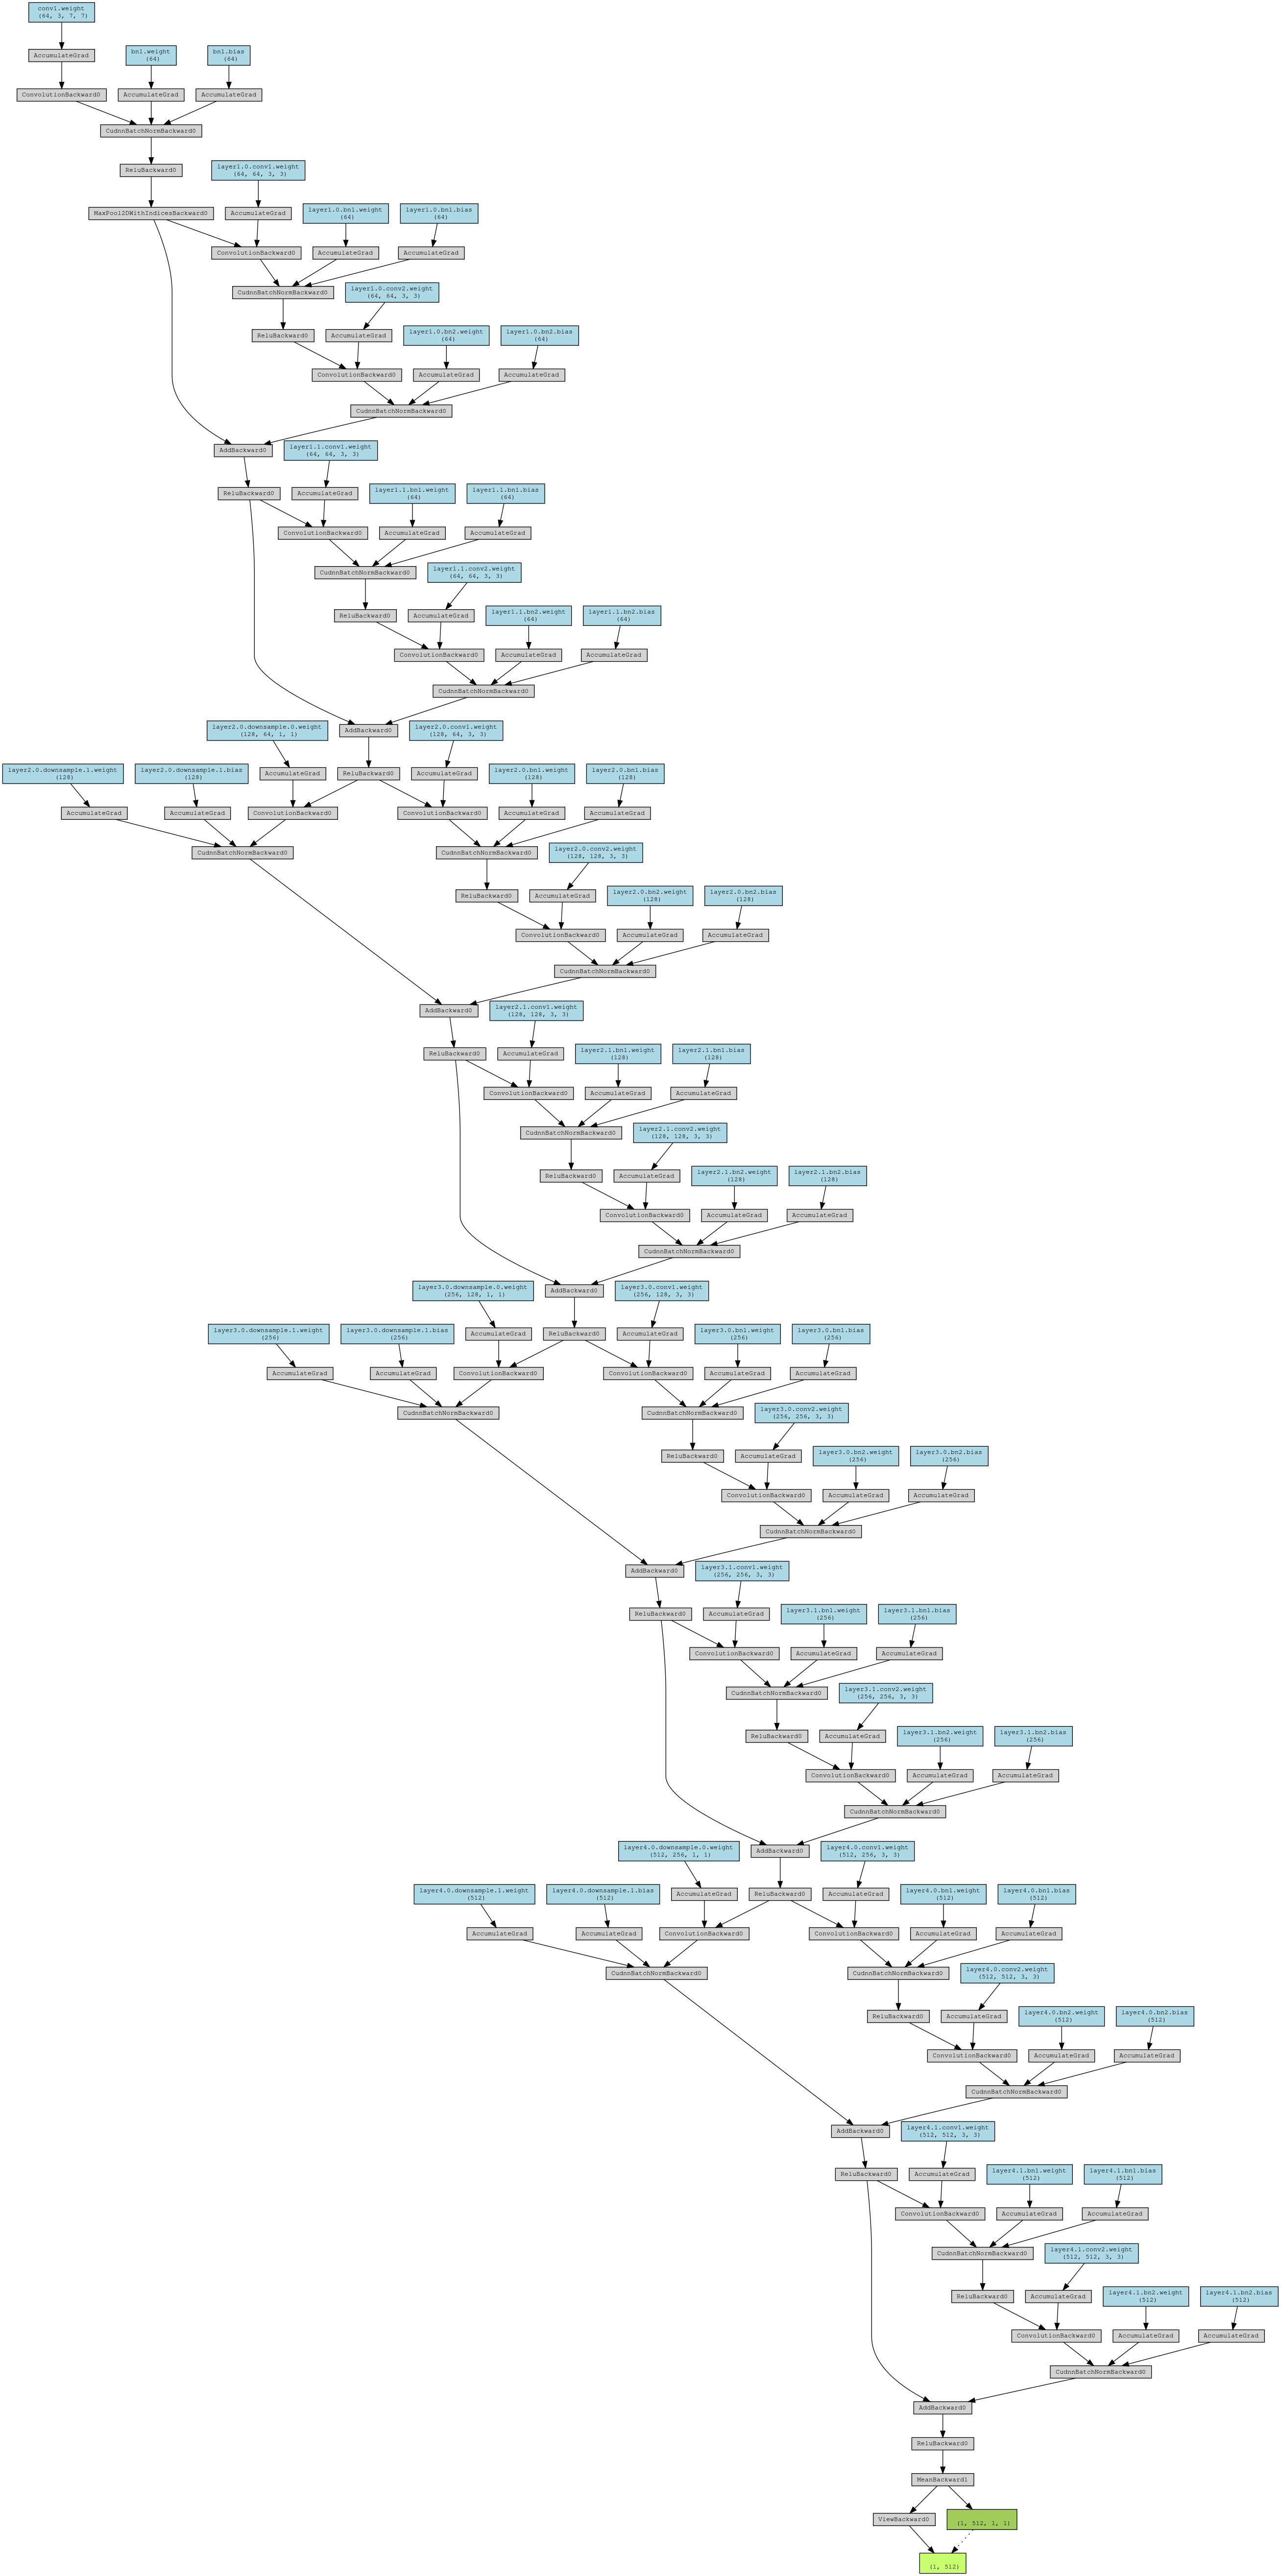 conv1.weight
(64, 3, 7, 7)
AccumulateGrad
bn1.weight
(64)
bn1.bias
(64)
ConvolutionBackward0
AccumulateGrad
AccumulateGrad
CudnnBatchNormBackward0
ReluBackward0
layer1.0.conv1.weight
(64, 64, 3, 3)
MaxPool2DWithIndicesBackward0
AccumulateGrad
layer1.0.bn1.weight
(64)
layer1.0.bn1.bias
(64)
ConvolutionBackward0
AccumulateGrad
AccumulateGrad
CudnnBatchNormBackward0
layer1.0.conv2.weight
(64, 64, 3, 3)
ReluBackward0
AccumulateGrad
layer1.0.bn2.weight
(64)
layer1.0.bn2.bias
(64)
ConvolutionBackward0
AccumulateGrad
AccumulateGrad
CudnnBatchNormBackward0
AddBackward0
layer1.1.conv1.weight
(64, 64, 3, 3)
ReluBackward0
AccumulateGrad
layer1.1.bn1.weight
(64)
layer1.1.bn1.bias
(64)
ConvolutionBackward0
AccumulateGrad
AccumulateGrad
CudnnBatchNormBackward0
layer1.1.conv2.weight
(64, 64, 3, 3)
ReluBackward0
AccumulateGrad
layer1.1.bn2.weight
(64)
layer1.1.bn2.bias
(64)
ConvolutionBackward0
AccumulateGrad
AccumulateGrad
CudnnBatchNormBackward0
layer2.0.downsample.0.weight
(128, 64, 1, 1)
AddBackward0
layer2.0.conv1.weight
(128, 64, 3, 3)
layer2.0.downsample.1.weight
(128)
layer2.0.downsample.1.bias
(128)
AccumulateGrad
ReluBackward0
AccumulateGrad
layer2.0.bn1.weight
(128)
layer2.0.bn1.bias
(128)
AccumulateGrad
AccumulateGrad
ConvolutionBackward0
ConvolutionBackward0
AccumulateGrad
AccumulateGrad
CudnnBatchNormBackward0
CudnnBatchNormBackward0
layer2.0.conv2.weight
(128, 128, 3, 3)
ReluBackward0
AccumulateGrad
layer2.0.bn2.weight
(128)
layer2.0.bn2.bias
(128)
ConvolutionBackward0
AccumulateGrad
AccumulateGrad
CudnnBatchNormBackward0
AddBackward0
layer2.1.conv1.weight
(128, 128, 3, 3)
ReluBackward0
AccumulateGrad
layer2.1.bn1.weight
(128)
layer2.1.bn1.bias
(128)
ConvolutionBackward0
AccumulateGrad
AccumulateGrad
CudnnBatchNormBackward0
layer2.1.conv2.weight
(128, 128, 3, 3)
ReluBackward0
AccumulateGrad
layer2.1.bn2.weight
(128)
layer2.1.bn2.bias
(128)
ConvolutionBackward0
AccumulateGrad
AccumulateGrad
CudnnBatchNormBackward0
layer3.0.downsample.0.weight
(256, 128, 1, 1)
AddBackward0
layer3.0.conv1.weight
(256, 128, 3, 3)
layer3.0.downsample.1.weight
(256)
layer3.0.downsample.1.bias
(256)
AccumulateGrad
ReluBackward0
AccumulateGrad
layer3.0.bn1.weight
(256)
layer3.0.bn1.bias
(256)
AccumulateGrad
AccumulateGrad
ConvolutionBackward0
ConvolutionBackward0
AccumulateGrad
AccumulateGrad
CudnnBatchNormBackward0
CudnnBatchNormBackward0
layer3.0.conv2.weight
(256, 256, 3, 3)
ReluBackward0
AccumulateGrad
layer3.0.bn2.weight
(256)
layer3.0.bn2.bias
(256)
ConvolutionBackward0
AccumulateGrad
AccumulateGrad
CudnnBatchNormBackward0
AddBackward0
layer3.1.conv1.weight
(256, 256, 3, 3)
ReluBackward0
AccumulateGrad
layer3.1.bn1.weight
(256)
layer3.1.bn1.bias
(256)
ConvolutionBackward0
AccumulateGrad
AccumulateGrad
CudnnBatchNormBackward0
layer3.1.conv2.weight
(256, 256, 3, 3)
ReluBackward0
AccumulateGrad
layer3.1.bn2.weight
(256)
layer3.1.bn2.bias
(256)
ConvolutionBackward0
AccumulateGrad
AccumulateGrad
CudnnBatchNormBackward0
layer4.0.downsample.0.weight
(512, 256, 1, 1)
AddBackward0
layer4.0.conv1.weight
(512, 256, 3, 3)
layer4.0.downsample.1.weight
(512)
layer4.0.downsample.1.bias
(512)
AccumulateGrad
ReluBackward0
AccumulateGrad
layer4.0.bn1.weight
(512)
layer4.0.bn1.bias
(512)
AccumulateGrad
AccumulateGrad
ConvolutionBackward0
ConvolutionBackward0
AccumulateGrad
AccumulateGrad
CudnnBatchNormBackward0
CudnnBatchNormBackward0
layer4.0.conv2.weight
(512, 512, 3, 3)
ReluBackward0
AccumulateGrad
layer4.0.bn2.weight
(512)
layer4.0.bn2.bias
(512)
ConvolutionBackward0
AccumulateGrad
AccumulateGrad
CudnnBatchNormBackward0
AddBackward0
layer4.1.conv1.weight
(512, 512, 3, 3)
ReluBackward0
AccumulateGrad
layer4.1.bn1.weight
(512)
layer4.1.bn1.bias
(512)
ConvolutionBackward0
AccumulateGrad
AccumulateGrad
CudnnBatchNormBackward0
layer4.1.conv2.weight
(512, 512, 3, 3)
ReluBackward0
AccumulateGrad
layer4.1.bn2.weight
(512)
layer4.1.bn2.bias
(512)
ConvolutionBackward0
AccumulateGrad
AccumulateGrad
CudnnBatchNormBackward0
AddBackward0
ReluBackward0
MeanBackward1
ViewBackward0
(1, 512, 1, 1)
(1, 512)